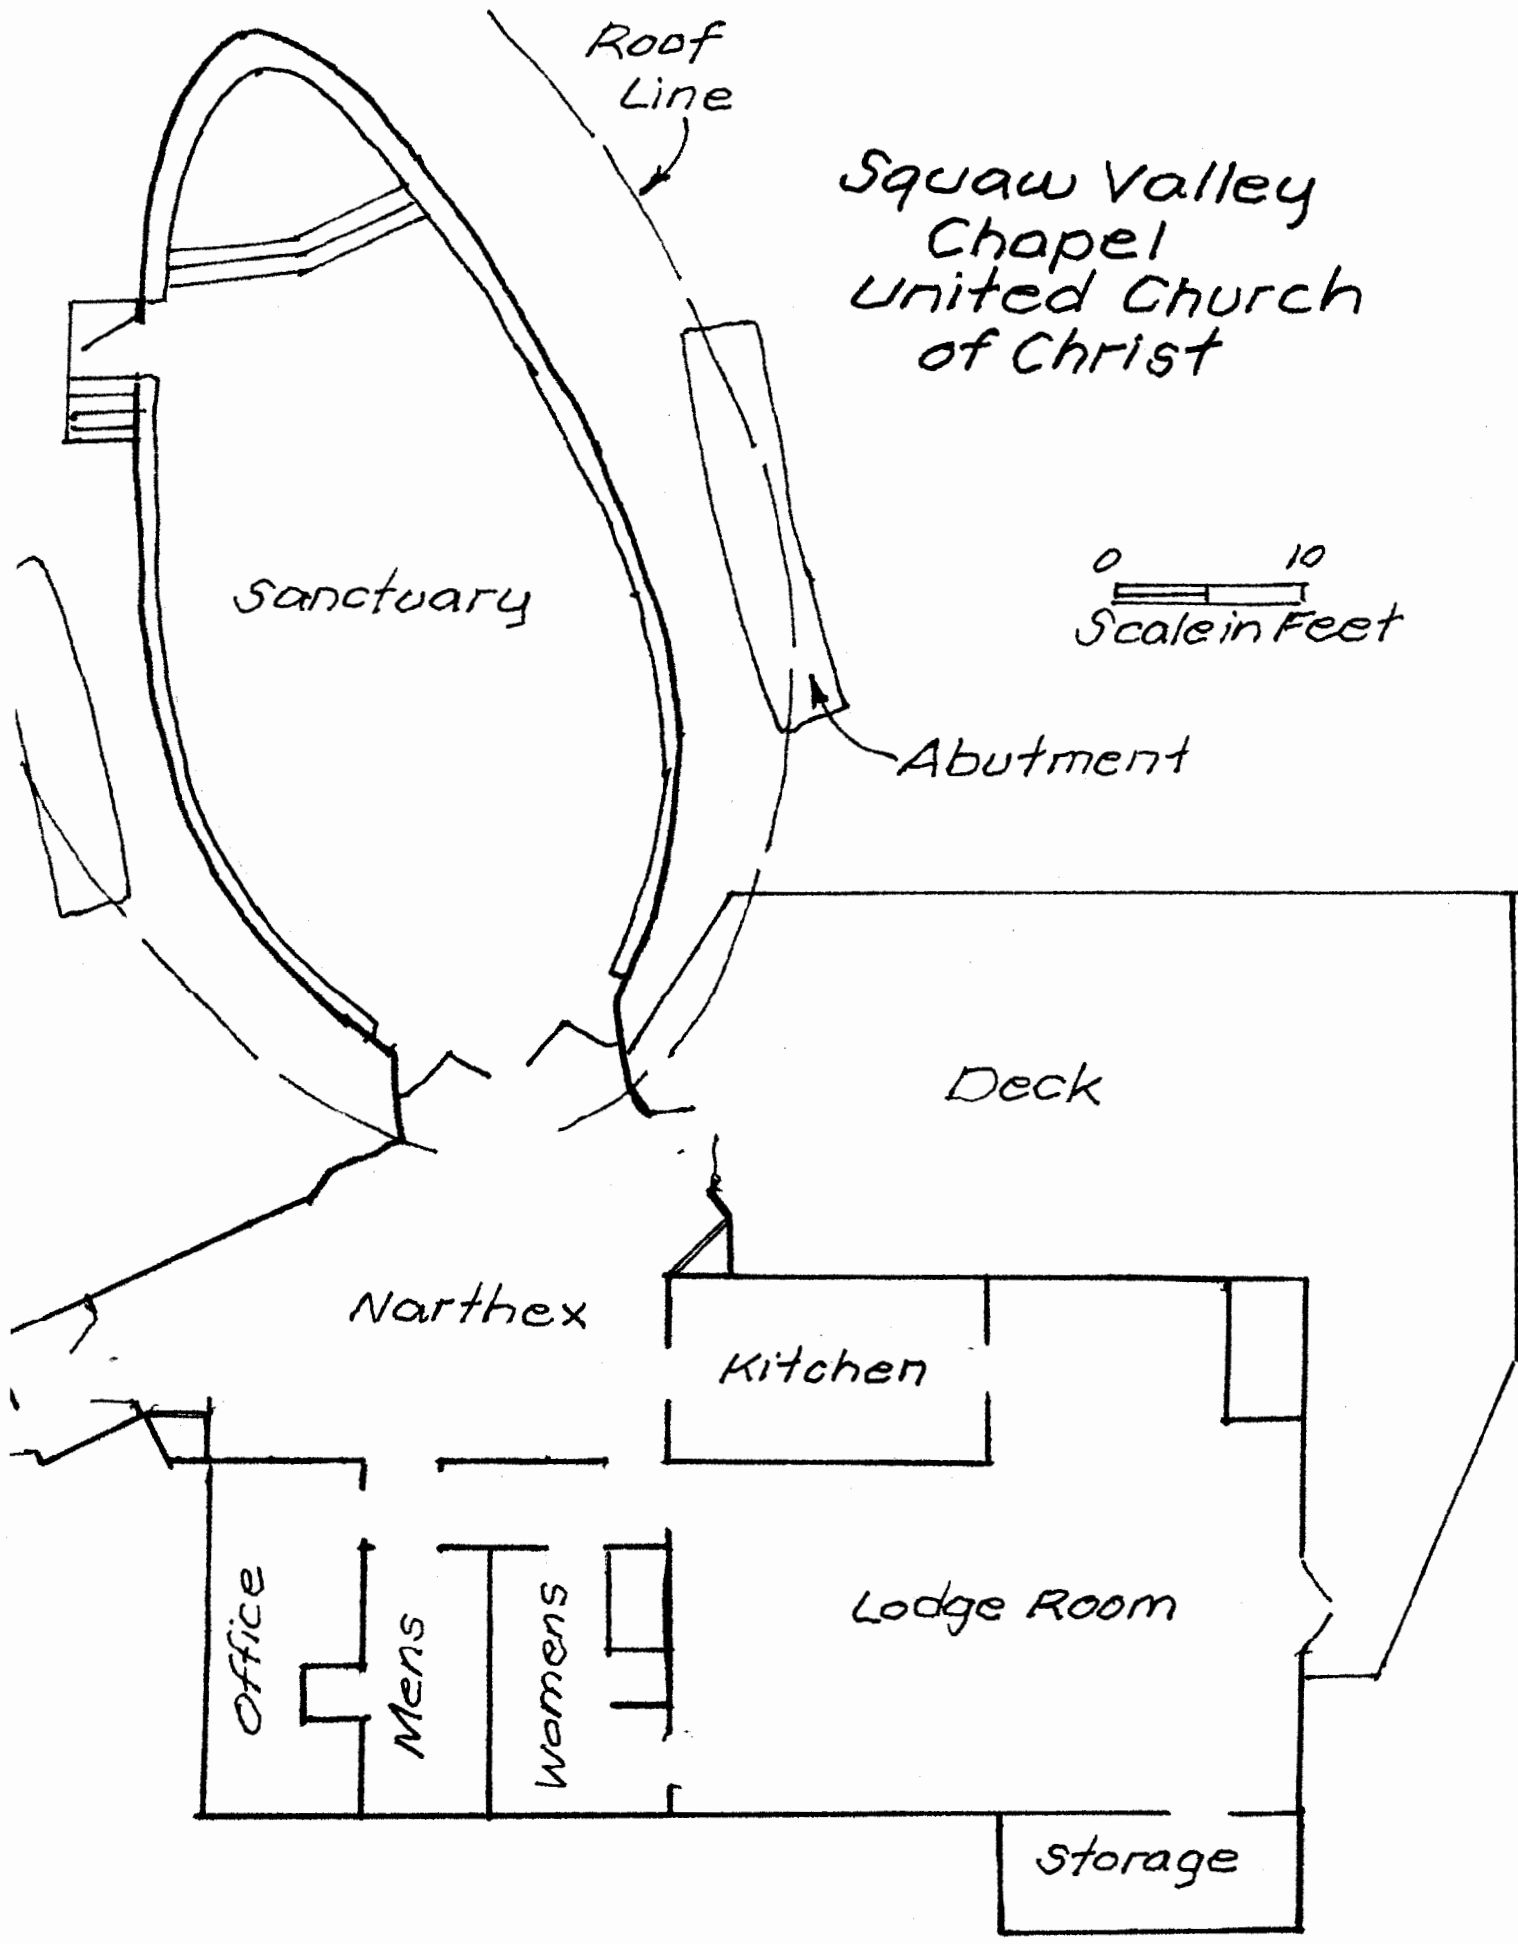 Roof
Line
Squaw Valley
Chapel
United Church
of Christ
0 10
Scale in Feet
Sanctuary
Abutment
Deck
Narthex
Kitchen
Office
Mens
Womens
Lodge Room
Storage